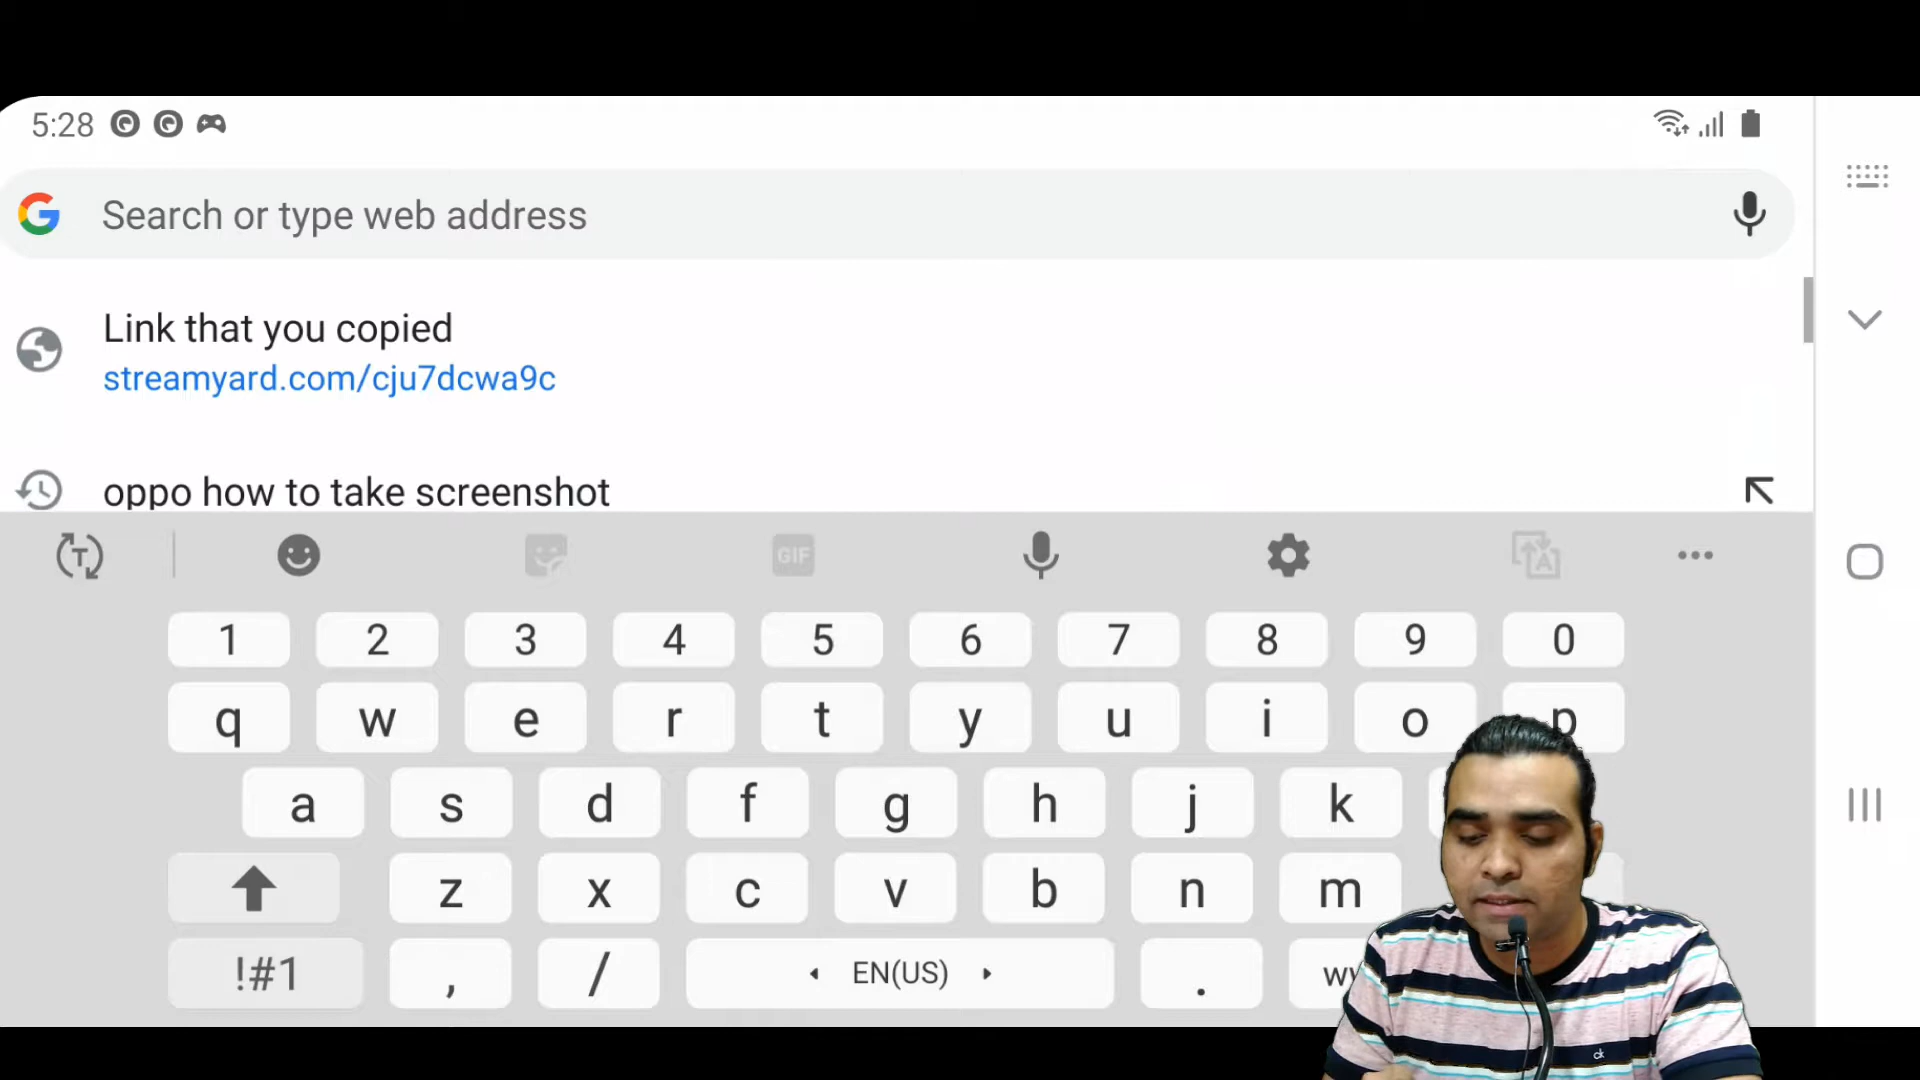 5:28
Search or type web address
Link that you copied
streamyard.com/cju7dcwa9c
oppo how to take screenshot
T GIF A
1 2 3 4 5 6 7 8 9 0
q w e r t y u i o p
a s d f g h j k
z x c v b n m
!#1 , / EN(US) .
ck